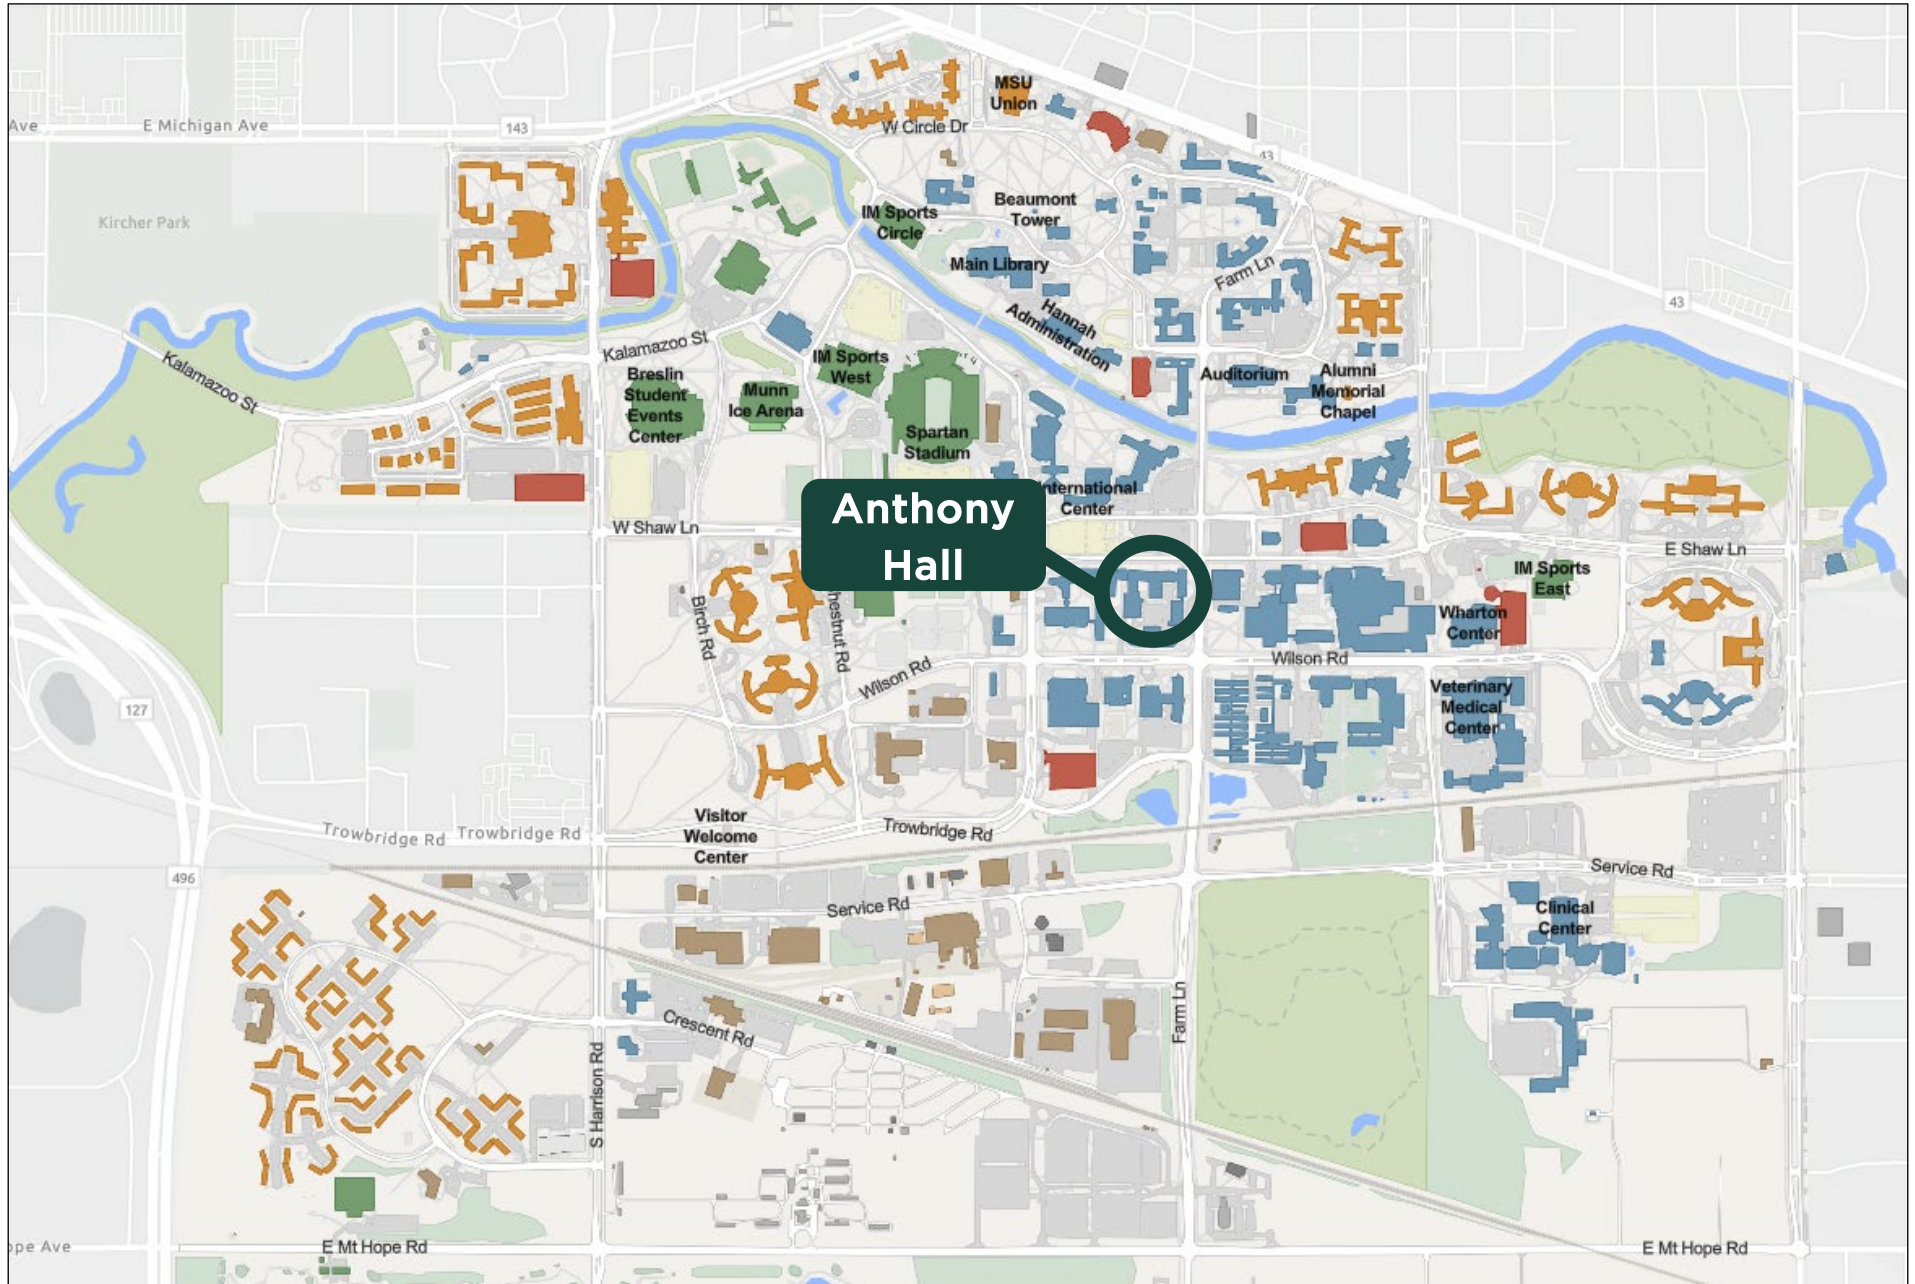 MSU
Union
Ave
E Michigan Ave
143
W Circle Dr
43
Kircher Park
IM Sports
Circle
Beaumont
Tower
Main Library
Farm Ln
43
Hannah
Administration
Kalamazoo St
Kalamazoo St
IM Sports
West
Breslin
Student
Events
Center
Munn
Ice Arena
Auditorium
Alumni
Memorial
Chapel
Spartan
Stadium
International
Center
Anthony
Hall
W Shaw Ln
E Shaw Ln
IM Sports
East
Birch Rd
hestnut Rd
Wharton
Center
Wilson Rd
Wilson Rd
Veterinary
Medical
Center
127
Visitor
Welcome
Center
Trowbridge Rd
Trowbridge Rd
Trowbridge Rd
496
Service Rd
Service Rd
Clinical
Center
Crescent Rd
Farm Ln
S Harrison Rd
ope Ave
E Mt Hope Rd
E Mt Hope Rd